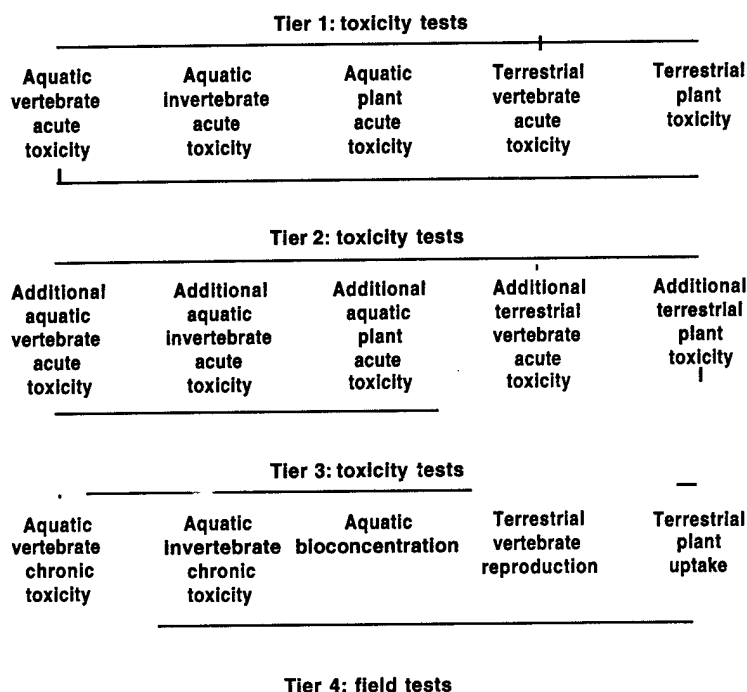 Tier 1: toxicity tests
Aquatic
vertebrate
acute
toxicity
Aquatic
invertebrate
acute
toxicity
Aquatic
plant
acute
toxicity
Terrestrial
vertebrate
acute
toxicity
Terrestrial
plant
toxicity
Tier 2: toxicity tests
Additional
aquatic
vertebrate
acute
toxicity
Additional
aquatic
invertebrate
acute
toxicity
Additional
aquatic
plant
acute
toxicity
Additional
terrestrial
vertebrate
acute
toxicity
Additional
terrestrial
plant
toxicity
Tier 3: toxicity tests
Aquatic
vertebrate
chronic
toxicity
Aquatic
invertebrate
chronic
toxicity
Aquatic
bioconcentration
Terrestrial
vertebrate
reproduction
Terrestrial
plant
uptake
Tier 4: field tests